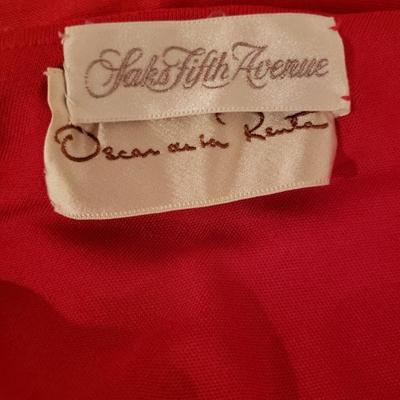 Saks Fifth Avenue
Oscar de la Renta